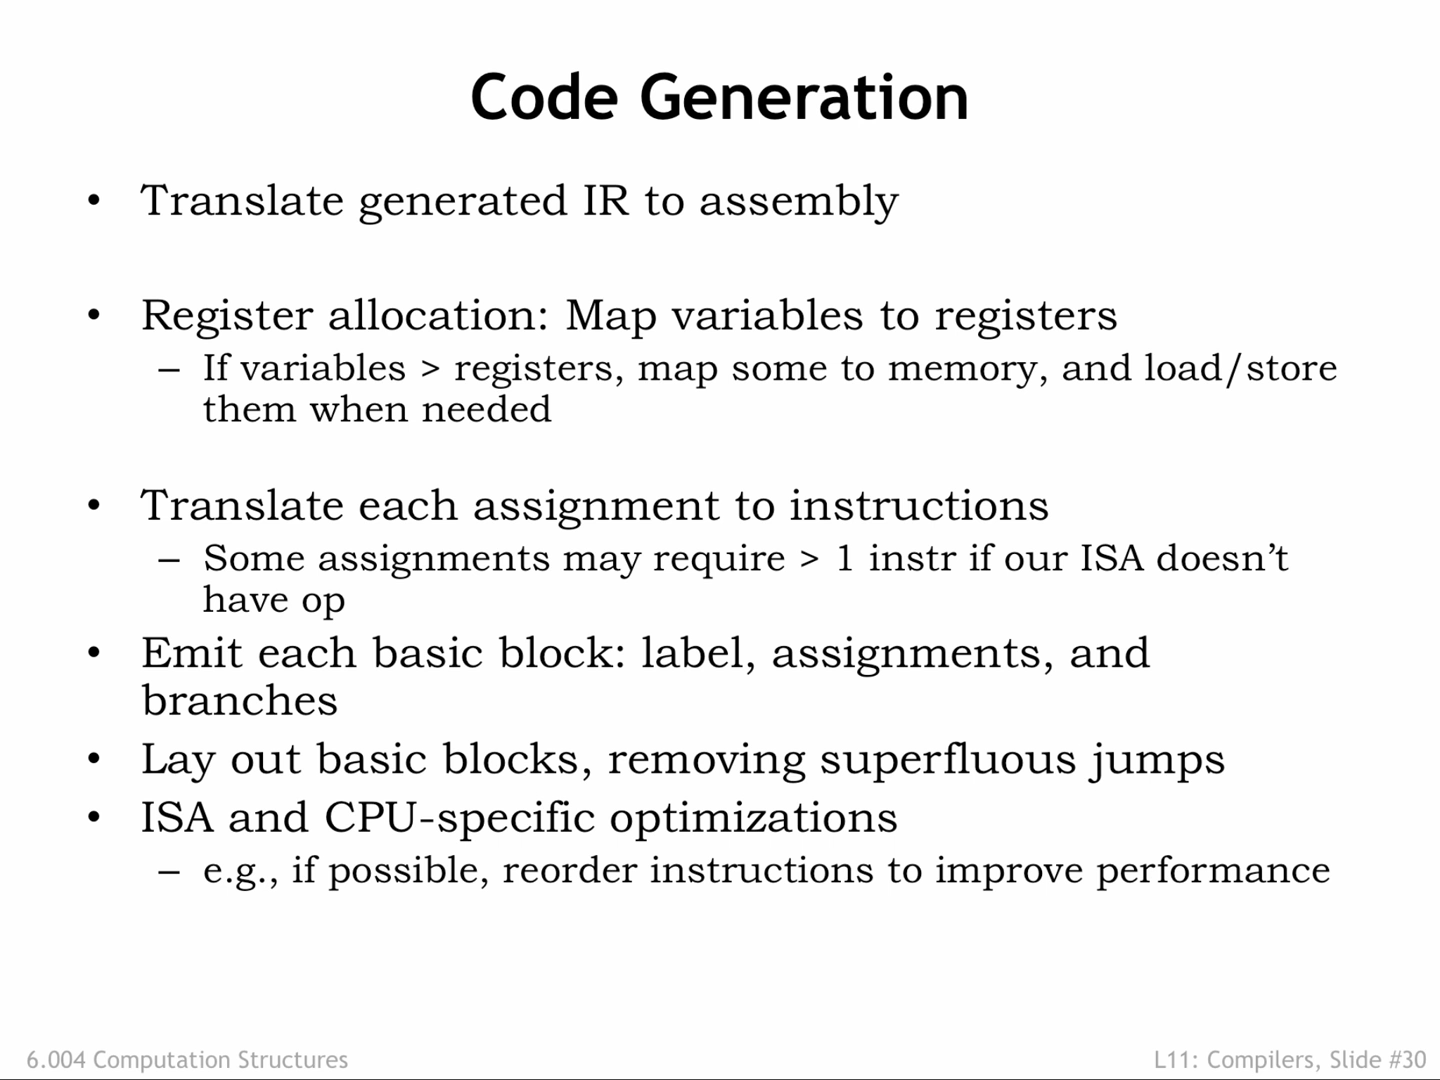 Code Generation
• Translate generated IR to assembly
• Register allocation: Map variables to registers
– If variables > registers, map some to memory, and load/store
them when needed
• Translate each assignment to instructions
– Some assignments may require > 1 instr if our ISA doesn’t
have op
• Emit each basic block: label, assignments, and
branches
• Lay out basic blocks, removing superfluous jumps
• ISA and CPU-specific optimizations
– e.g., if possible, reorder instructions to improve performance
6.004 Computation Structures
L11: Compilers, Slide #30